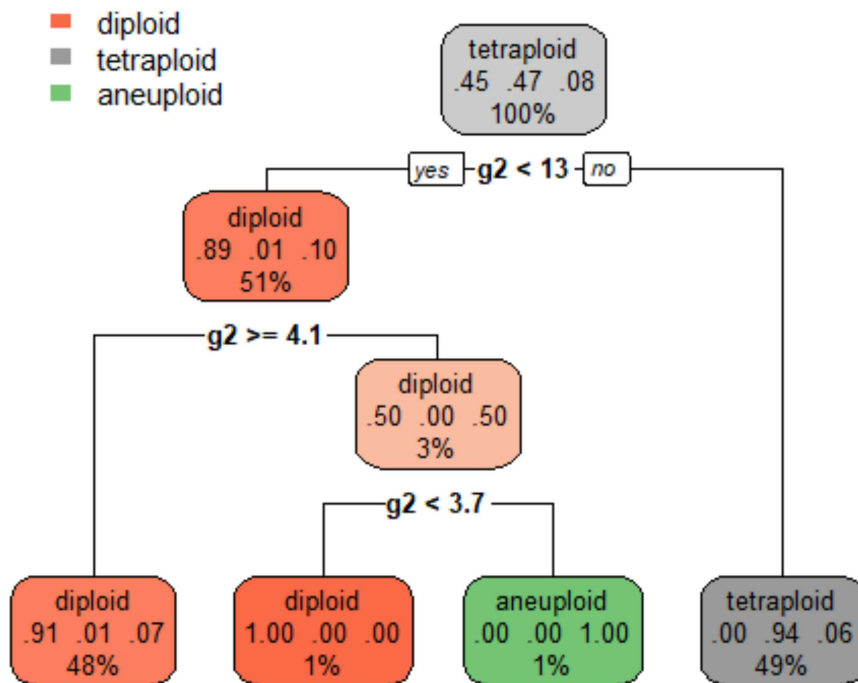 diploid
tetraploid
aneuploid
tetraploid
.45 .47 .08
100%
yes g2 < 13 no
diploid
.89 .01 .10
51%
g2 >= 4.1
diploid
.50 .00 .50
3%
g2 < 3.7
diploid
.91 .01 .07
48%
diploid
1.00 .00 .00
1%
aneuploid
.00 .00 1.00
1%
tetraploid
.00 .94 .06
49%